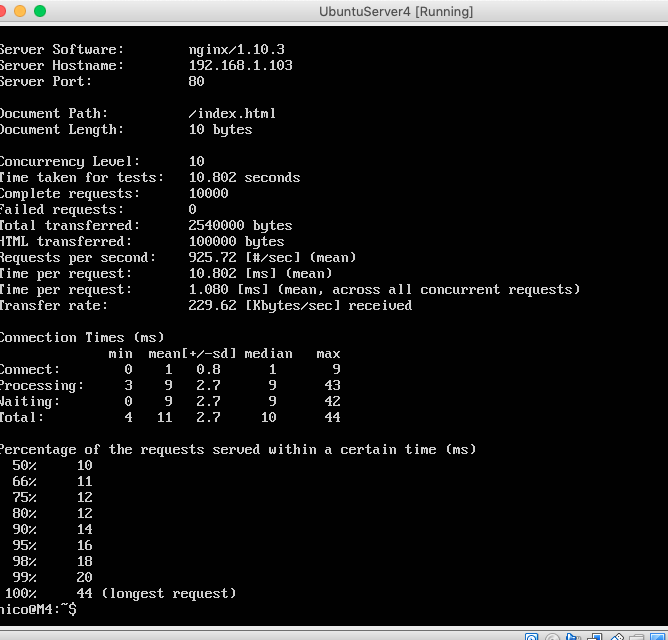 UbuntuServer4 [Running]
Server Software: nginx/1.10.3
Server Hostname: 192.168.1.103
Server Port: 80
Document Path: /index.html
Document Length: 10 bytes
Concurrency Level: 10
Time taken for tests: 10.802 seconds
Complete requests: 10000
Failed requests: 0
Total transferred: 2540000 bytes
HTML transferred: 100000 bytes
Requests per second: 925.72 [#/sec] (mean)
Time per request: 10.802 [ms] (mean)
Time per request: 1.080 [ms] (mean, across all concurrent requests)
Transfer rate: 229.62 [Kbytes/sec] received
Connection Times (ms)
min mean[+/-sd] median max
Connect: 0 1 0.8 1 9
Processing: 3 9 2.7 9 43
Waiting: 0 9 2.7 9 42
Total: 4 11 2.7 10 44
Percentage of the requests served within a certain time (ms)
50% 10
66% 11
75% 12
80% 12
90% 14
95% 16
98% 18
99% 20
100% 44 (longest request)
nico@M4:~$